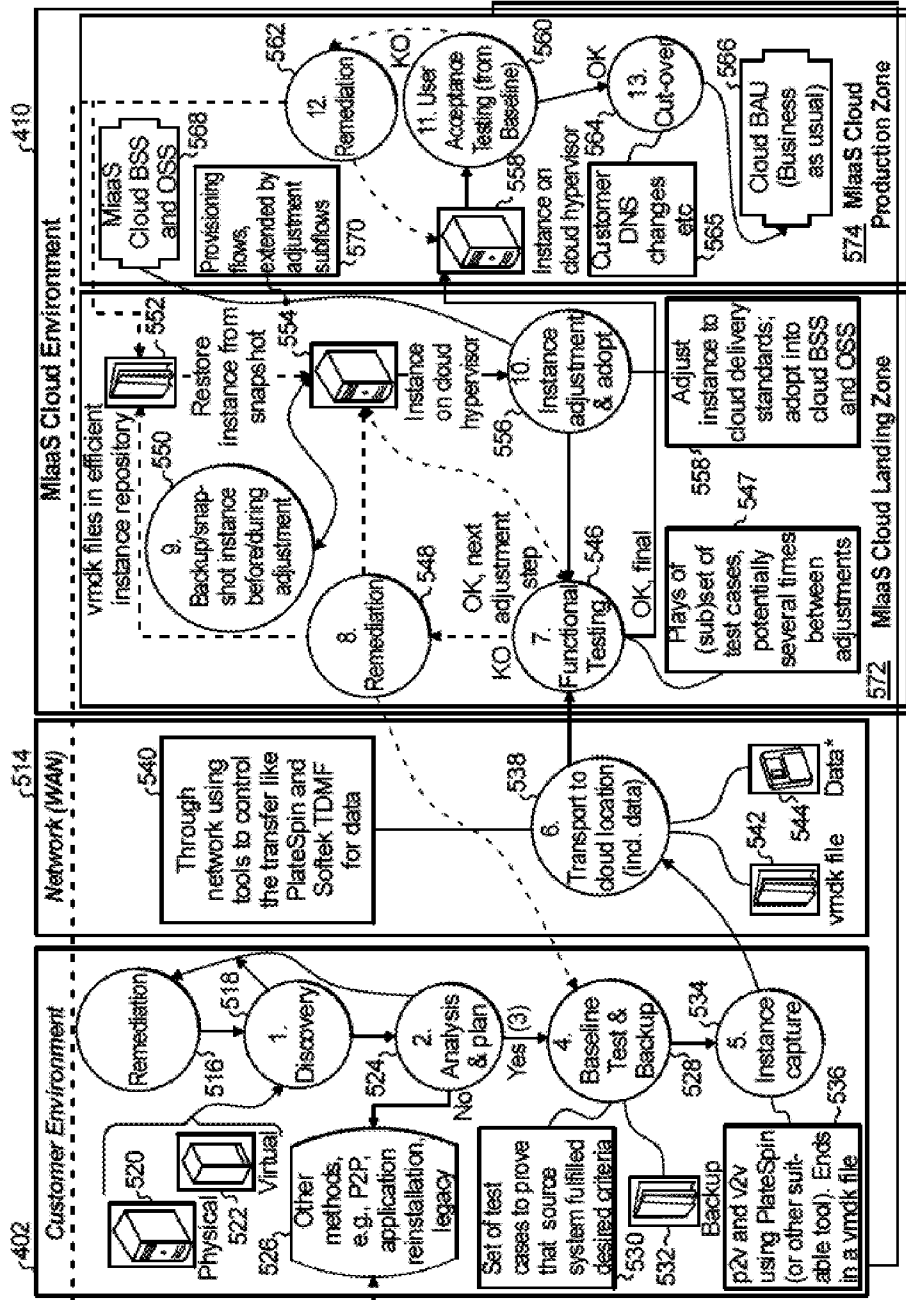 402
Customer Environment
Remediation
516
518
1.
Discovery
520
Physical
522
Virtual
524
2.
Analysis
& plan
No
Yes (3)
526
Other
methods,
e.g., P2P,
application
reinstallation,
legacy
4.
Baseline
Test &
Backup
528
Set of test
cases to prove
that source
system fulfilled
desired criteria
530
532
Backup
534
5.
Instance
capture
536
p2v and v2v
using PlateSpin
(or other suit-
able tool). Ends
in a vmdk file
514
Network (WAN)
540
Through
network using
tools to control
the transfer like
PlateSpin and
Softek TDMF
for data
538
6.
Transport to
cloud location
(incl. data)
542
vmdk file
544
Data*
410
MIaaS Cloud Environment
vmdk files in efficient
instance repository
550
552
9.
Backup/snap-
shot instance
before/during
adjustment
Restore
instance from
snapshot
554
Instance
on cloud
hypervisor
8.
Remediation
548
KO
OK, next
adjustment
step
7.
Functional
Testing
546
OK, final
556
10.
Instance
adjustment
& adopt
547
Plays of
(sub)set of
test cases,
potentially
several times
between
adjustments
558
Adjust
instance to
cloud delivery
standards;
adopt into
cloud BSS
and OSS
572
MIaaS Cloud Landing Zone
MIaaS
Cloud BSS
and OSS
568
562
12.
Remediation
Provisioning
flows,
extended by
adjustment
subflows
570
KO
11. User
Acceptance
Testing (from
Baseline)
560
558
Instance on
cloud hypervisor
OK
564
13.
Cut-over
Customer
DNS
changes
etc
565
566
Cloud BAU
(Business
as usual)
574
MIaaS Cloud
Production Zone